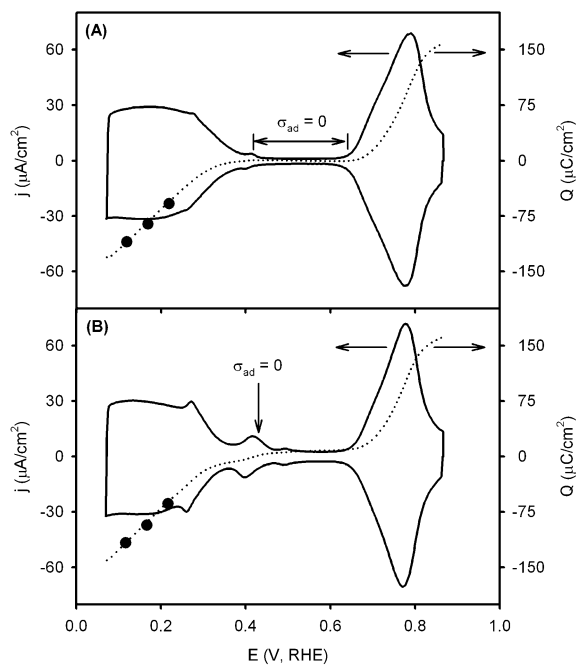 (A)
60
30
0
-30
-60
j (μA/cm²)
σad = 0
150
75
0
-75
-150
Q (μC/cm²)
(B)
60
30
0
-30
-60
j (μA/cm²)
σad = 0
150
75
0
-75
-150
Q (μC/cm²)
0.0 0.2 0.4 0.6 0.8 1.0
E (V, RHE)